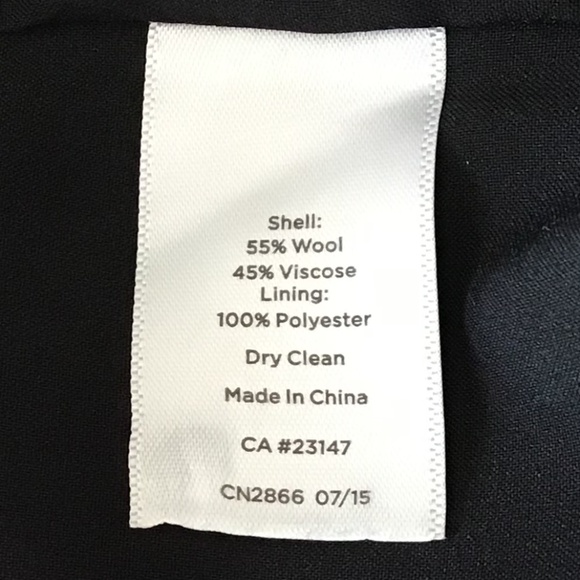 Shell:
55% Wool
45% Viscose
Lining:
100% Polyester
Dry Clean
Made In China
CA #23147
CN2866 07/15